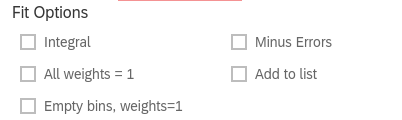 Fit Options
Integral
Minus Errors
All weights = 1
Add to list
Empty bins, weights=1